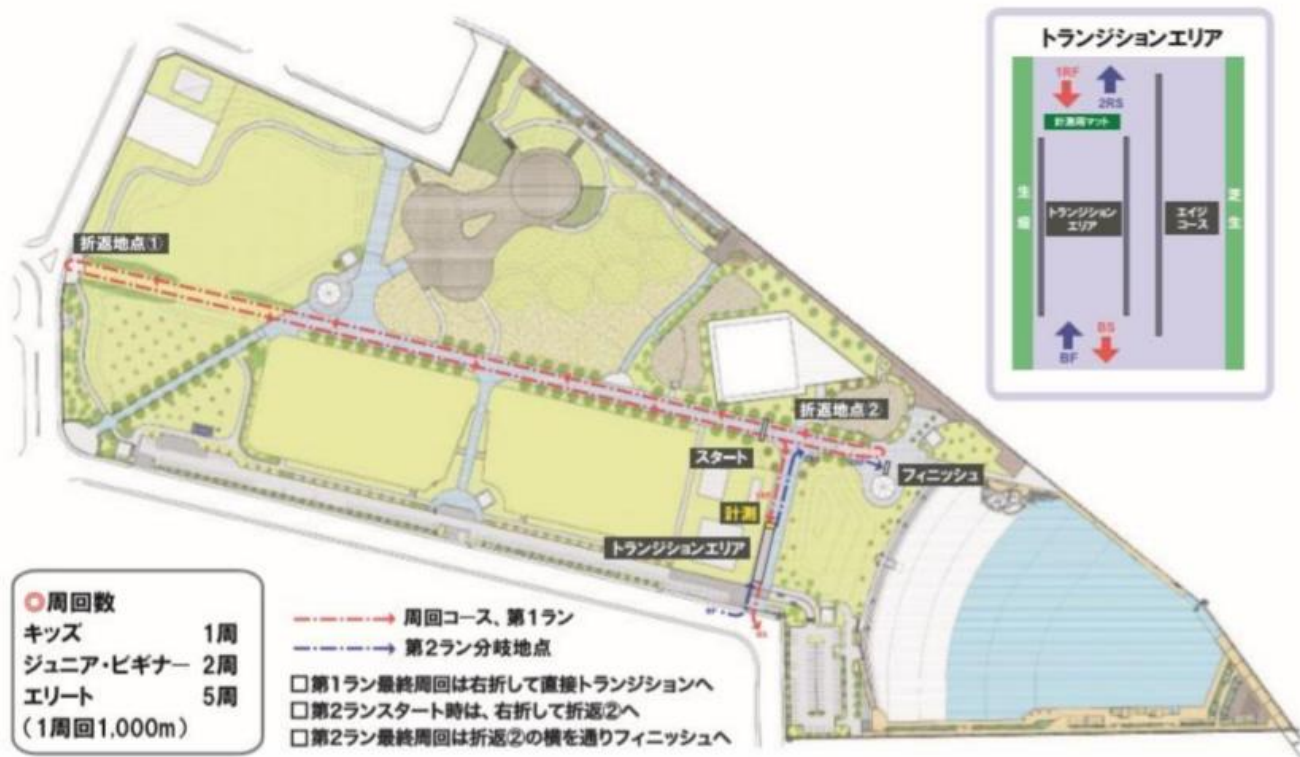 トランジションエリア
1RF
2RS
計測用マット
生垣
トランジション
エリア
エイジ
コース
芝生
BF
BS
折返地点①
折返地点2
スタート
フィニッシュ
計測
トランジションエリア
周回数
キッズ 1周
ジュニア・ビギナー 2周
エリート 5周
(1周回1,000m)
周回コース、第1ラン
第2ラン分岐地点
□第1ラン最終周回は右折して直接トランジションへ
□第2ランスタート時は、右折して折返②へ
□第2ラン最終周回は折返②の横を通りフィニッシュへ